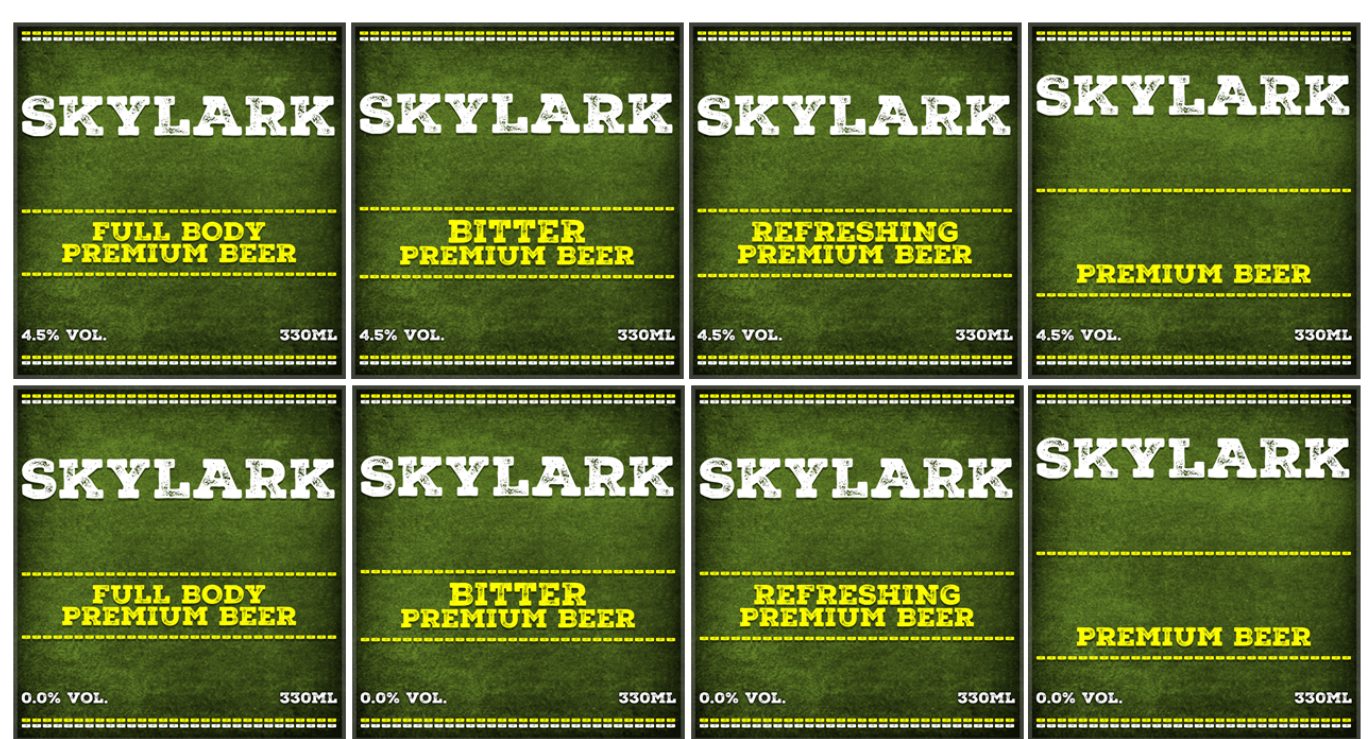 SKYLARK
FULL BODY
PREMIUM BEER
4.5% VOL. 330ML
SKYLARK
BITTER
PREMIUM BEER
4.5% VOL. 330ML
SKYLARK
REFRESHING
PREMIUM BEER
4.5% VOL. 330ML
SKYLARK
PREMIUM BEER
4.5% VOL. 330ML
SKYLARK
FULL BODY
PREMIUM BEER
0.0% VOL. 330ML
SKYLARK
BITTER
PREMIUM BEER
0.0% VOL. 330ML
SKYLARK
REFRESHING
PREMIUM BEER
0.0% VOL. 330ML
SKYLARK
PREMIUM BEER
0.0% VOL. 330ML